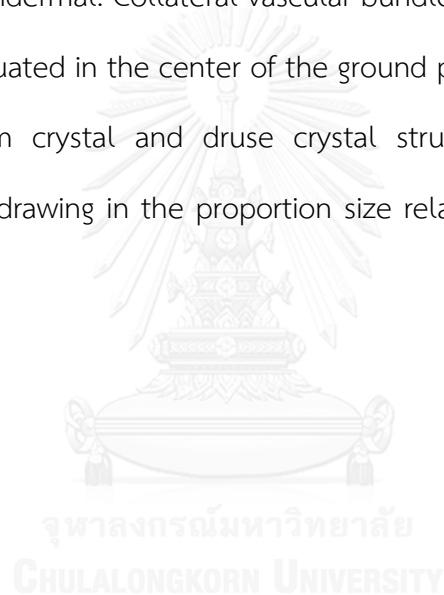 ndermal. Collateral vascular bundle
uated in the center of the ground p
m crystal and druse crystal stru
drawing in the proportion size rela
จุฬาลงกรณ์มหาวิทยาลัย
CHULALONGKORN UNIVERSITY